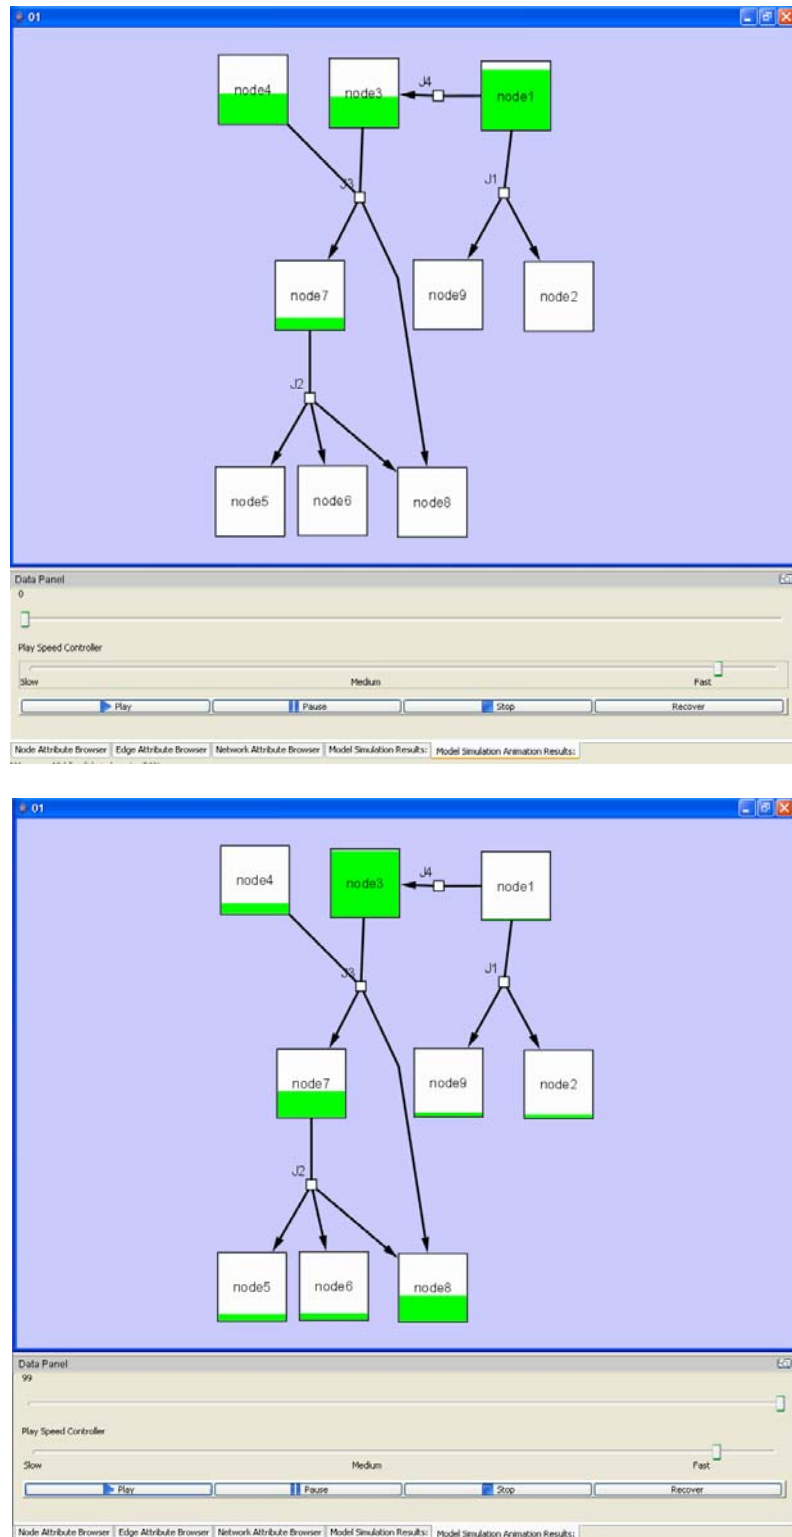 01
J4
node4
node3
node1
J3
J1
node7
node9
node2
J2
node5
node6
node8
Data Panel
0
Play Speed Controller
Slow Medium Fast
Play Pause Stop Recover
Node Attribute Browser Edge Attribute Browser Network Attribute Browser Model Simulation Results: Model Simulation Animation Results:
01
J4
node4
node3
node1
J3
J1
node7
node9
node2
J2
node5
node6
node8
Data Panel
99
Play Speed Controller
Slow Medium Fast
Play Pause Stop Recover
Node Attribute Browser Edge Attribute Browser Network Attribute Browser Model Simulation Results: Model Simulation Animation Results: